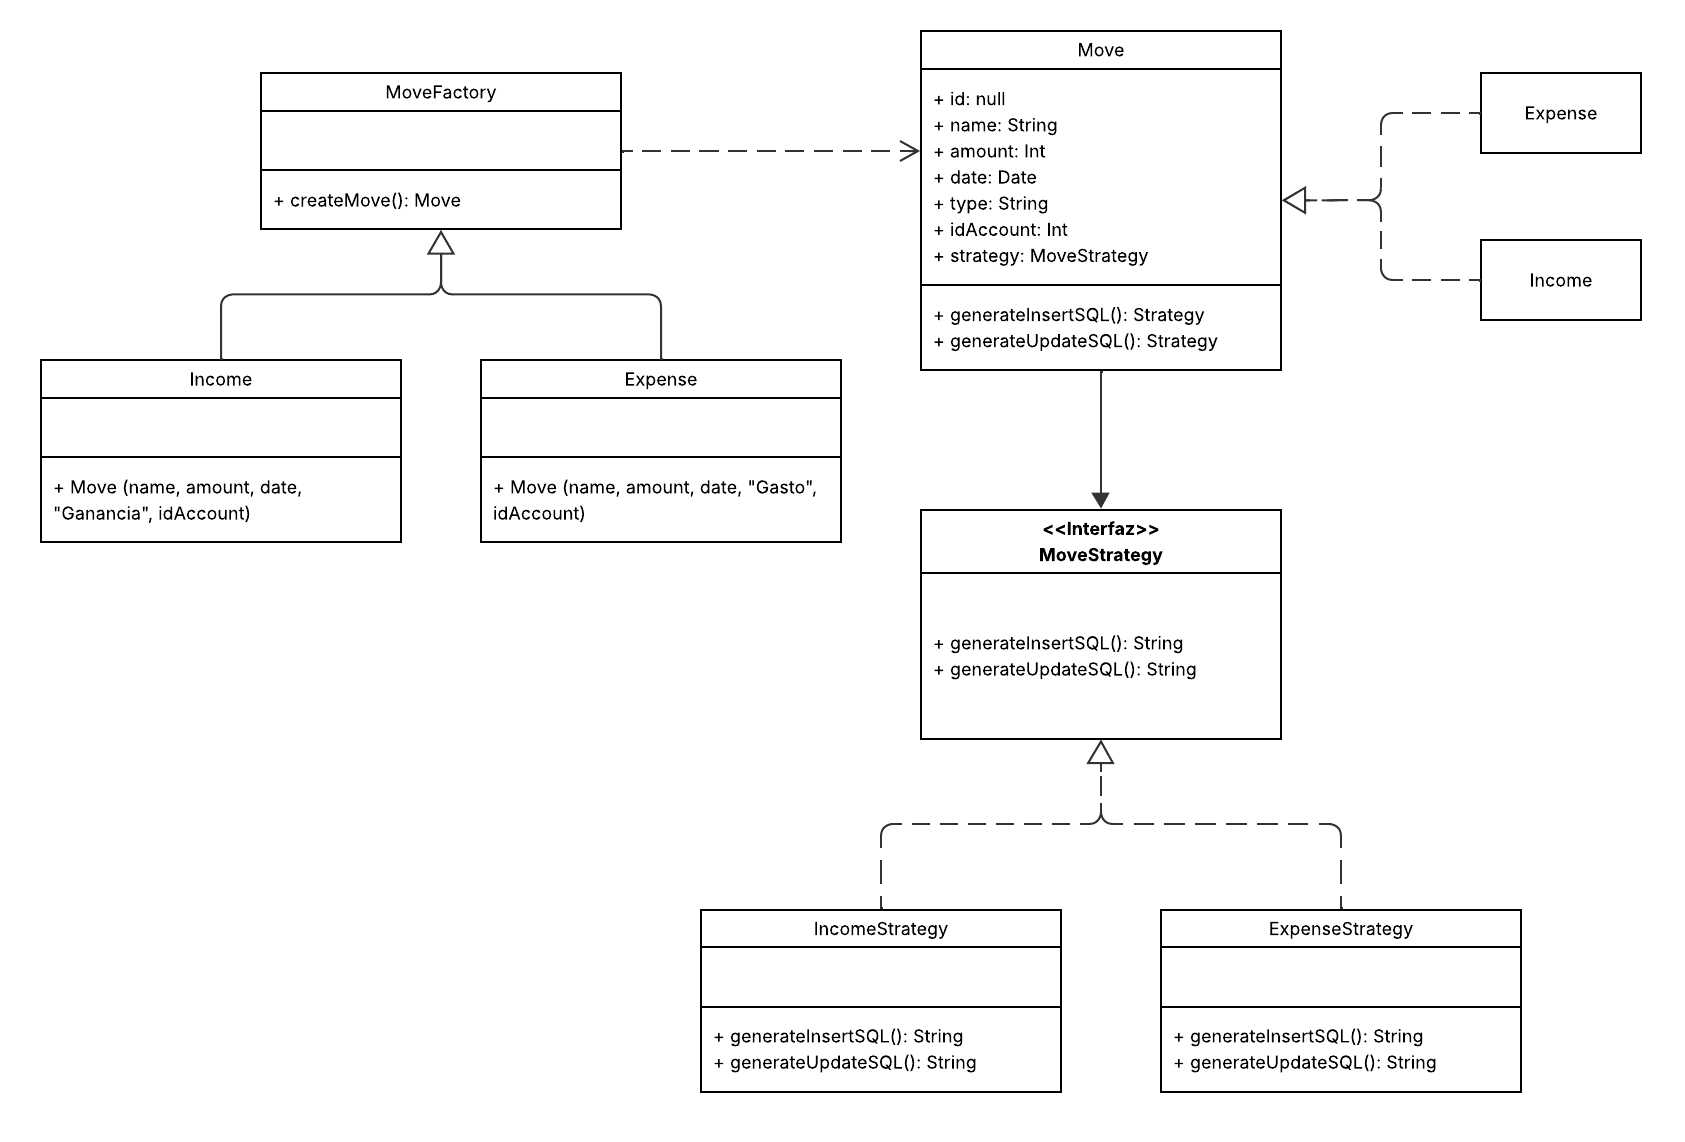 MoveFactory
+ createMove(): Move
Income
+ Move (name, amount, date,
"Ganancia", idAccount)
Expense
+ Move (name, amount, date, "Gasto",
idAccount)
Move
+ id: null
+ name: String
+ amount: Int
+ date: Date
+ type: String
+ idAccount: Int
+ strategy: MoveStrategy
+ generateInsertSQL(): Strategy
+ generateUpdateSQL(): Strategy
Expense
Income
<<Interfaz>>
MoveStrategy
+ generateInsertSQL(): String
+ generateUpdateSQL(): String
IncomeStrategy
+ generateInsertSQL(): String
+ generateUpdateSQL(): String
ExpenseStrategy
+ generateInsertSQL(): String
+ generateUpdateSQL(): String